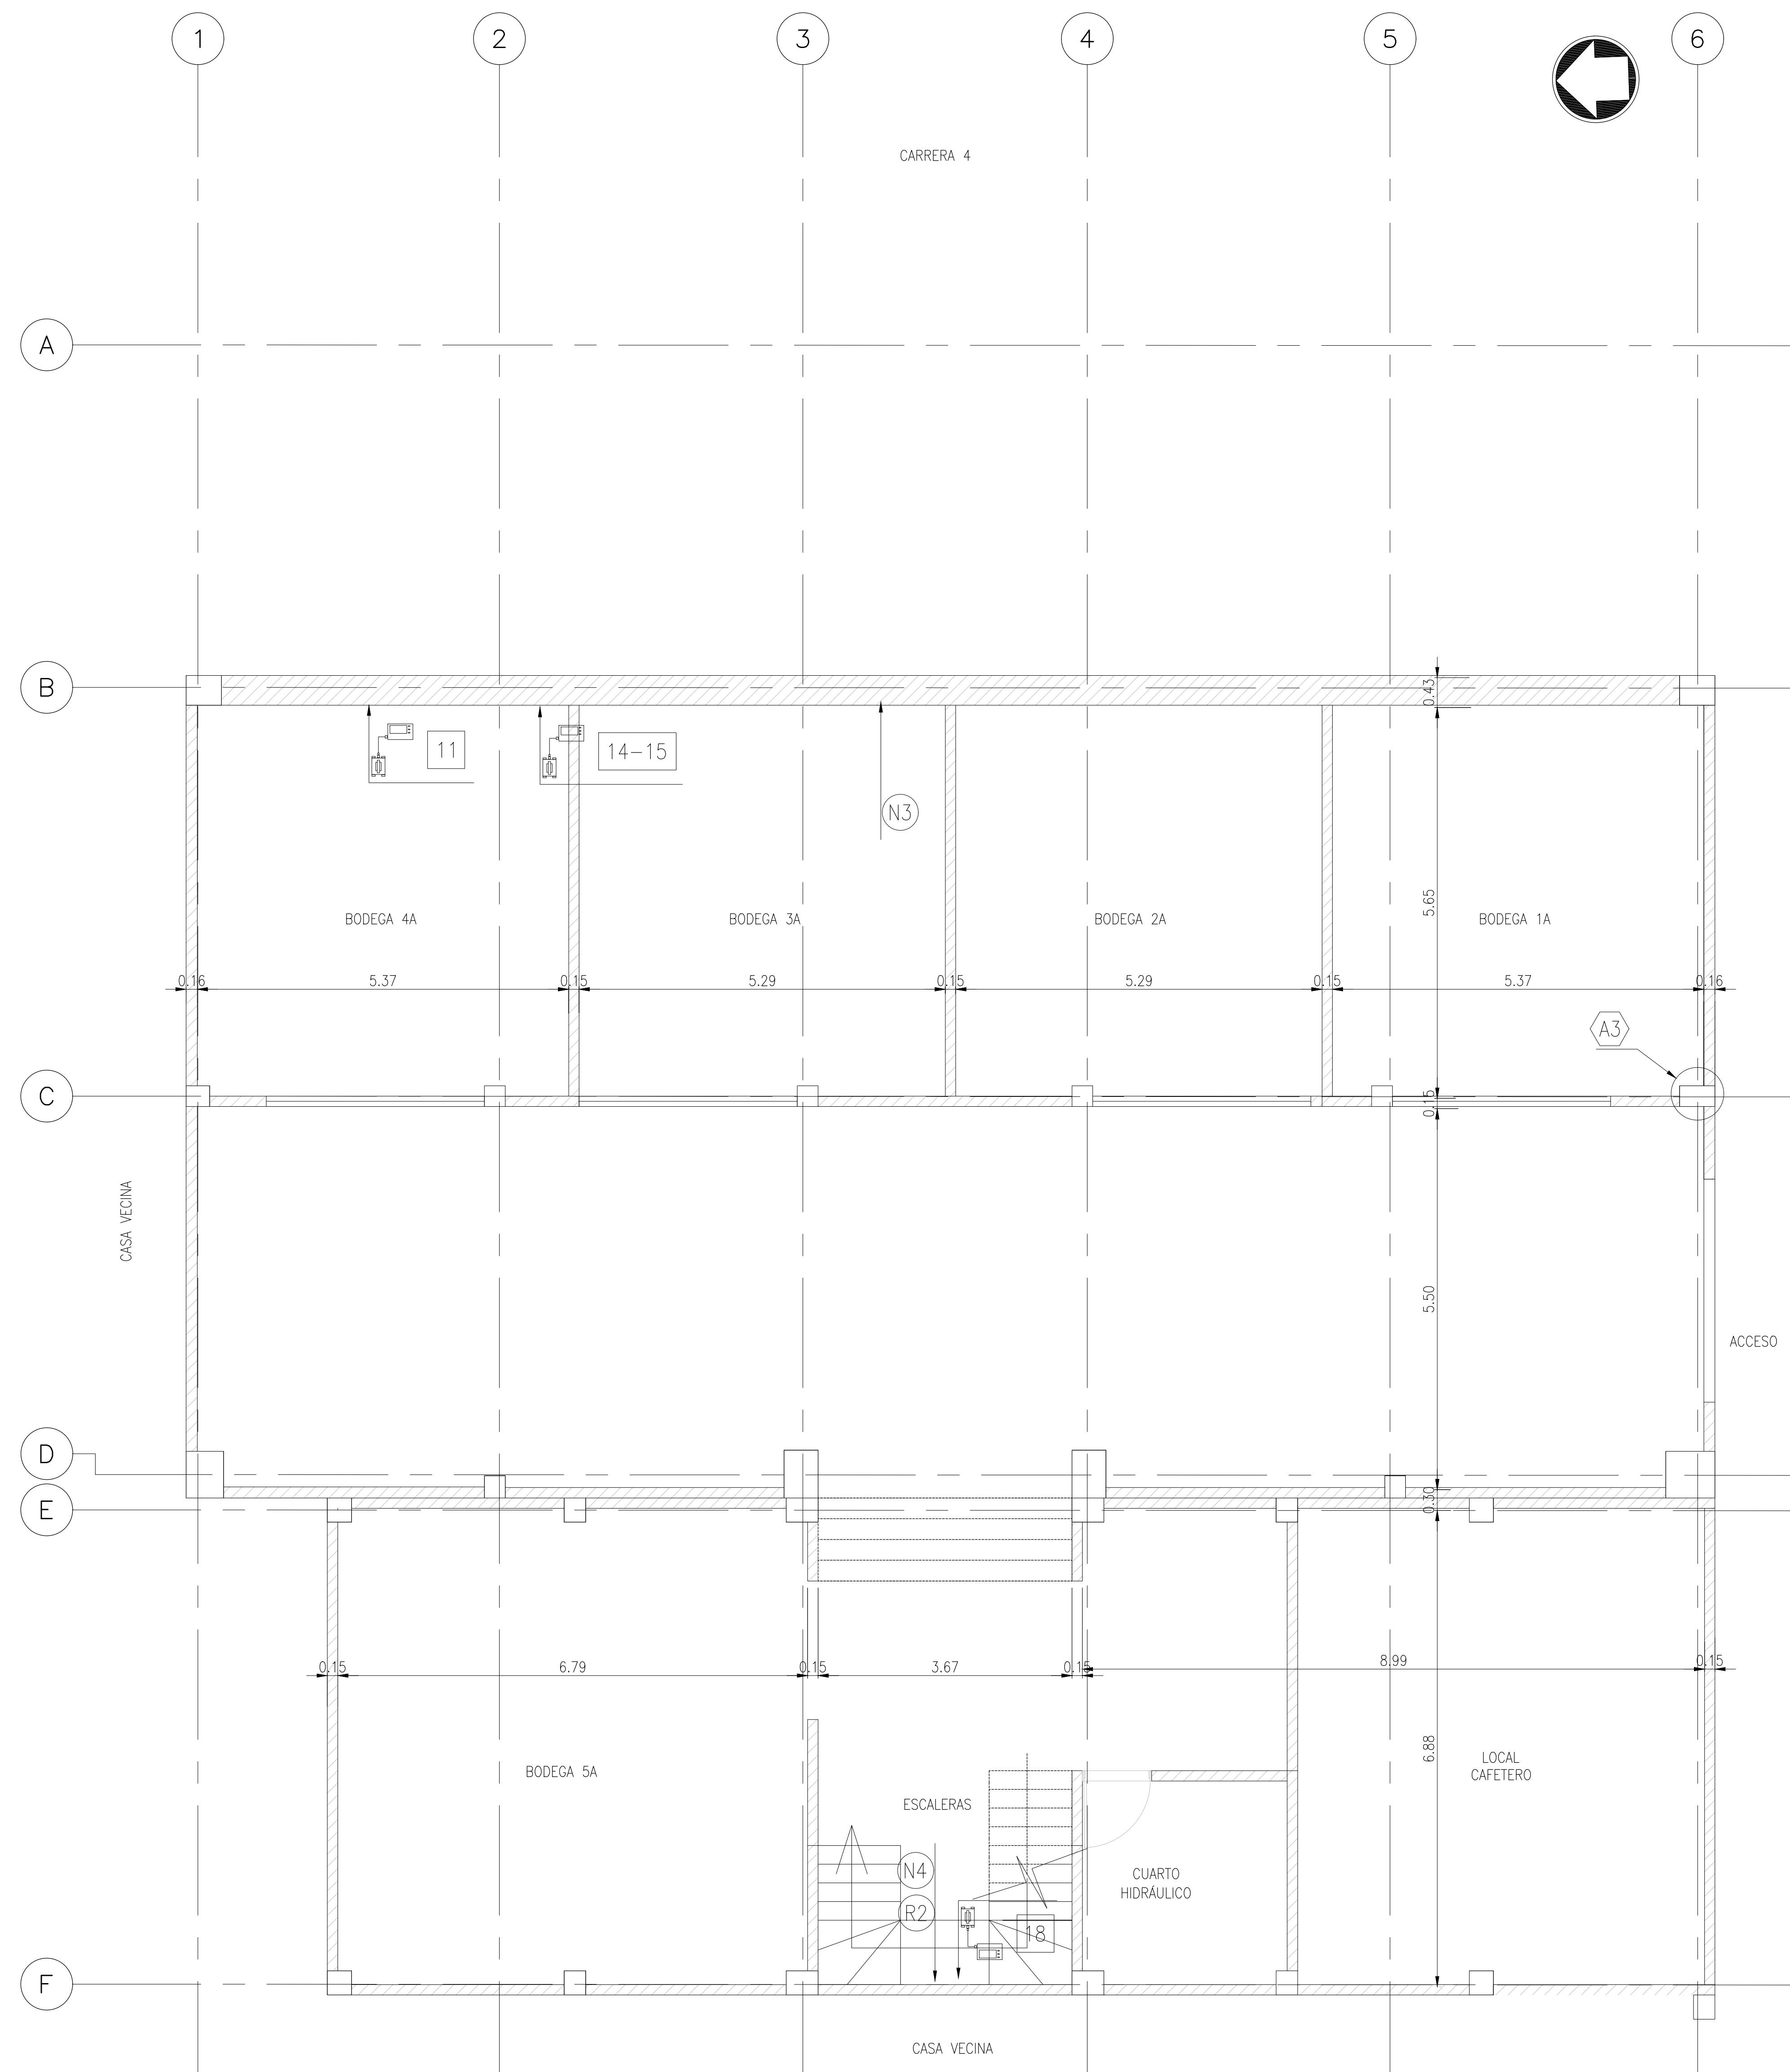 1 2 3 4 5 6
CARRERA 4
A
B
0.43
11
14-15
N3
5.65
BODEGA 4A
BODEGA 3A
BODEGA 2A
BODEGA 1A
0.16 5.37 0.15 5.29 0.15 5.29 0.15 5.37 0.16
A3
C
0.15
CASA VECINA
5.50
ACCESO
D
E
0.30
0.15 6.79 0.15 3.67 0.15 8.99 0.15
6.88
BODEGA 5A
LOCAL
CAFETERO
ESCALERAS
N4
CUARTO
HIDRÁULICO
R2
18
F
CASA VECINA